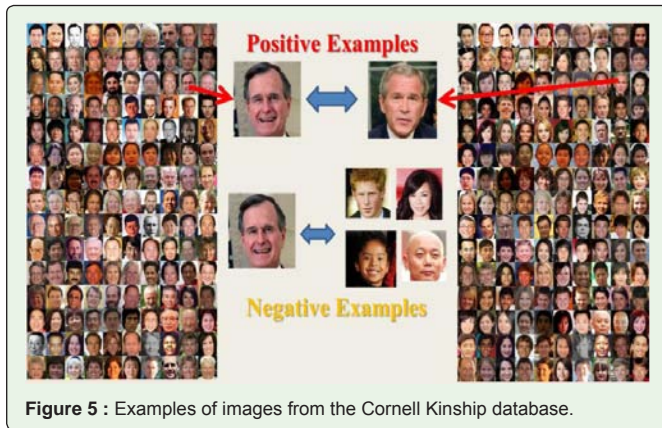 Positive Examples
Negative Examples
Figure 5 : Examples of images from the Cornell Kinship database.